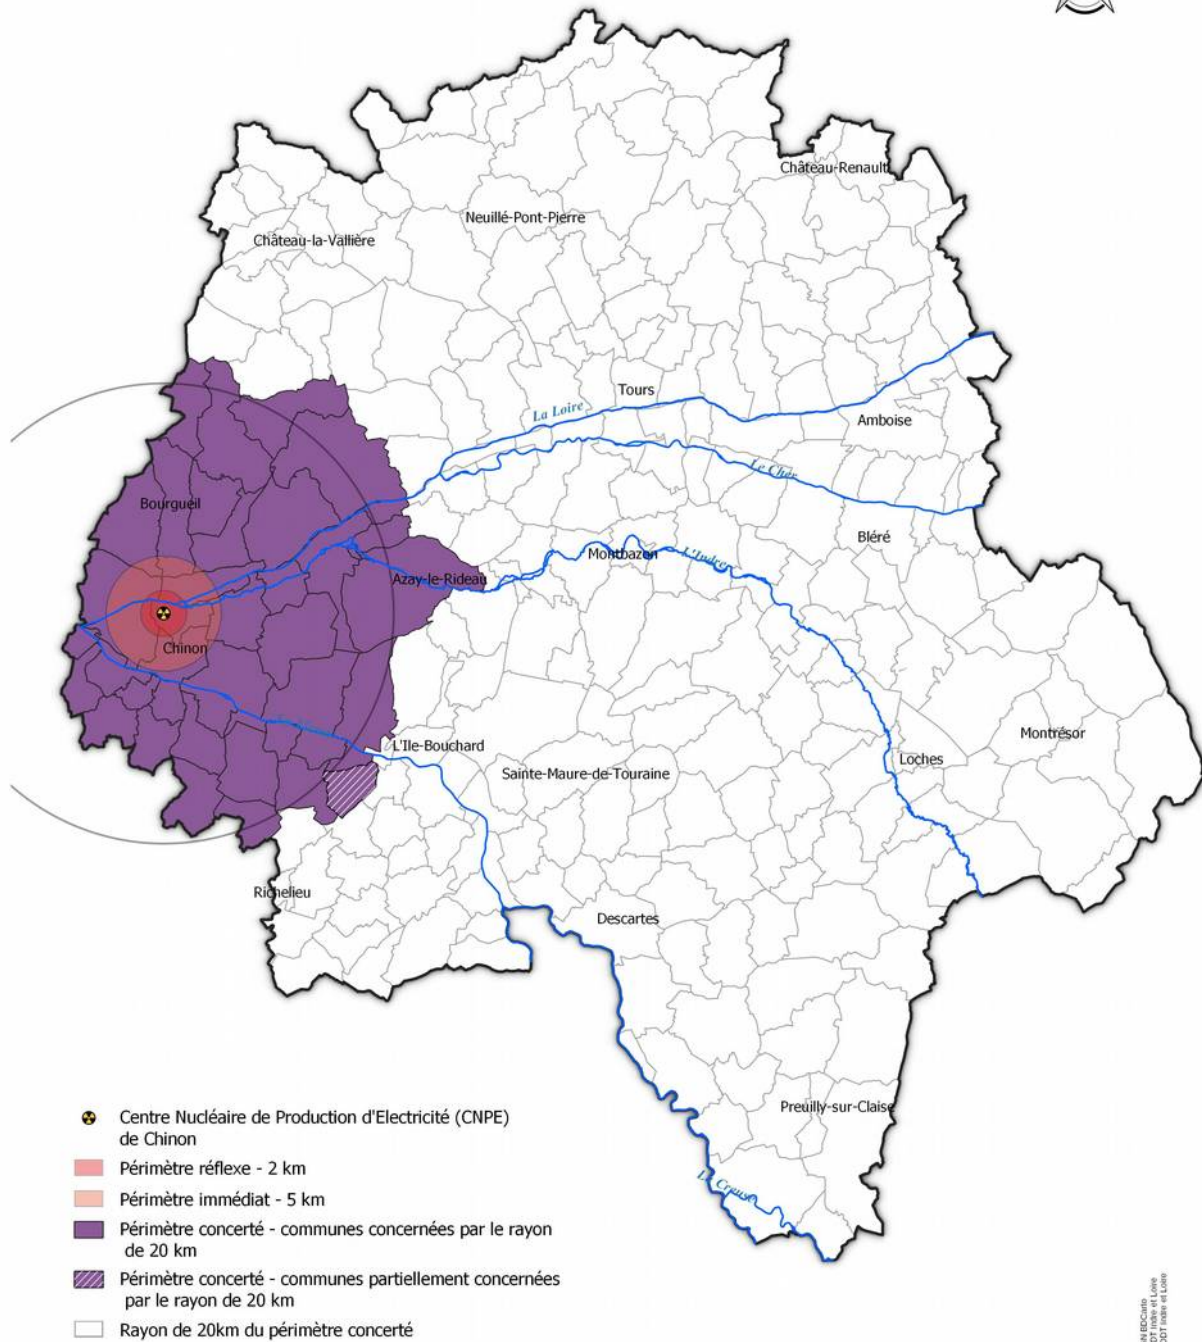 Château-Renault
Neuillé-Pont-Pierre
Château-la-Vallière
Tours
La Loire
Amboise
Le Cher
Bourgueil
Bléré
Montbazon
L'Indre
Azay-le-Rideau
Chinon
Montrésor
L'Ile-Bouchard
Loches
Sainte-Maure-de-Touraine
Richelieu
Descartes
Preuilly-sur-Claise
La Creuse
Centre Nucléaire de Production d'Electricité (CNPE)
de Chinon
Périmètre réflexe - 2 km
Périmètre immédiat - 5 km
Périmètre concerté - communes concernées par le rayon
de 20 km
Périmètre concerté - communes partiellement concernées
par le rayon de 20 km
Rayon de 20km du périmètre concerté